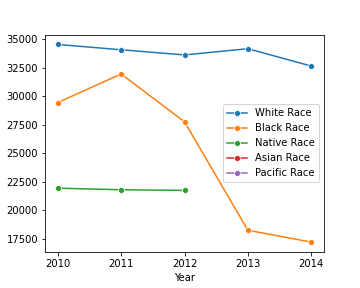 35000
32500
30000
27500
25000
22500
20000
17500
White Race
Black Race
Native Race
Asian Race
Pacific Race
2010 2011 2012 2013 2014
Year